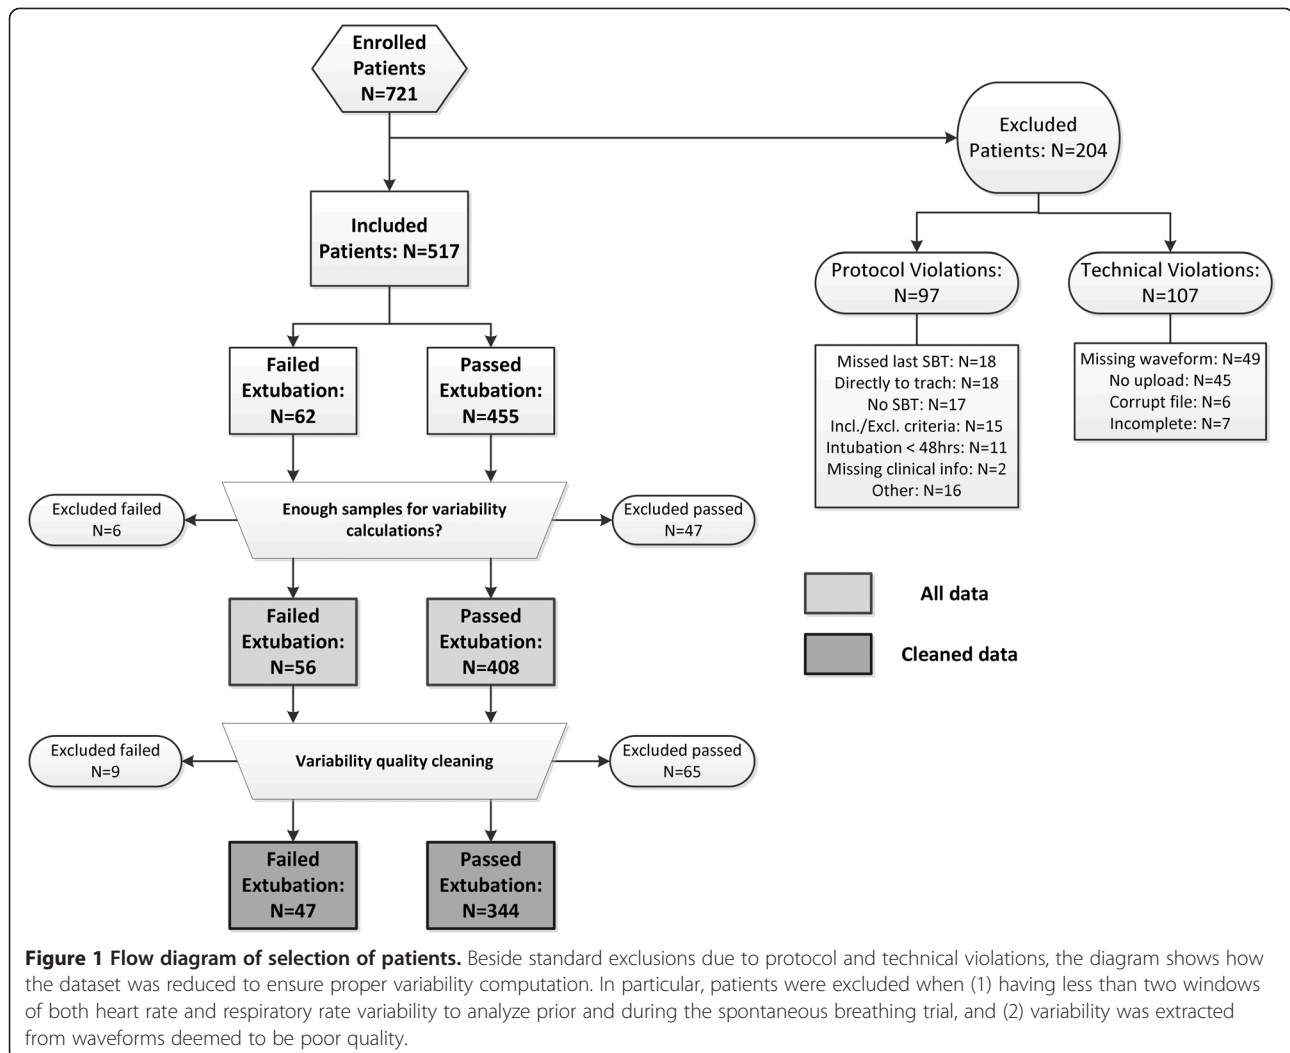 Enrolled
Patients
N=721
Excluded
Patients: N=204
Included
Patients: N=517
Protocol Violations:
N=97
Technical Violations:
N=107
Missed last SBT: N=18
Directly to trach: N=18
No SBT: N=17
Incl./Excl. criteria: N=15
Intubation < 48hrs: N=11
Missing clinical info: N=2
Other: N=16
Missing waveform: N=49
No upload: N=45
Corrupt file: N=6
Incomplete: N=7
Failed
Extubation:
N=62
Passed
Extubation:
N=455
Excluded failed
N=6
Enough samples for variability
calculations?
Excluded passed
N=47
Failed
Extubation:
N=56
Passed
Extubation:
N=408
All data
Cleaned data
Excluded failed
N=9
Variability quality cleaning
Excluded passed
N=65
Failed
Extubation:
N=47
Passed
Extubation:
N=344
Figure 1 Flow diagram of selection of patients. Beside standard exclusions due to protocol and technical violations, the diagram shows how
the dataset was reduced to ensure proper variability computation. In particular, patients were excluded when (1) having less than two windows
of both heart rate and respiratory rate variability to analyze prior and during the spontaneous breathing trial, and (2) variability was extracted
from waveforms deemed to be poor quality.